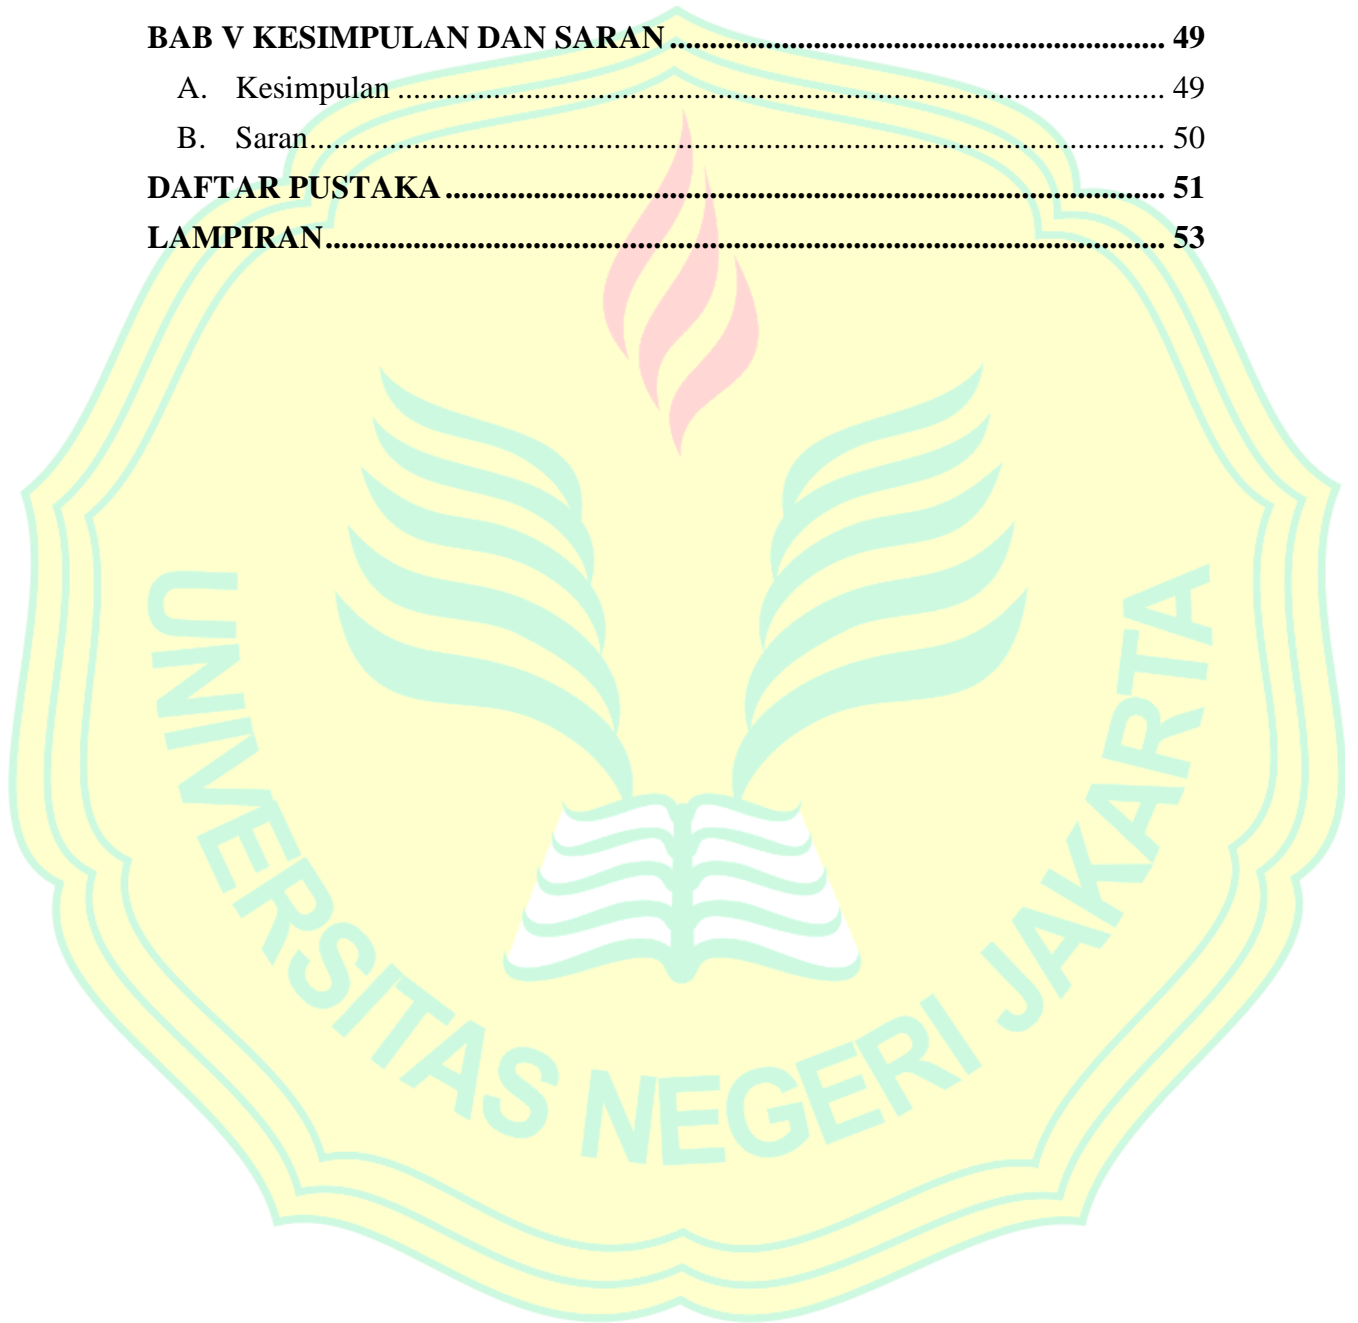 BAB V KESIMPULAN DAN SARAN ............................................................. 49
A. Kesimpulan ................................................................................................ 49
B. Saran........................................................................................................... 50
DAFTAR PUSTAKA .......................................................................................... 51
LAMPIRAN......................................................................................................... 53
UNIVERSITAS NEGERI JAKARTA